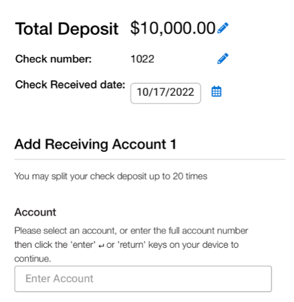 Total Deposit $10,000.00
Check number: 1022
Check Received date: 10/17/2022
Add Receiving Account 1
You may split your check deposit up to 20 times
Account
Please select an account, or enter the full account number
then click the 'enter' ↵ or 'return' keys on your device to
continue.
Enter Account